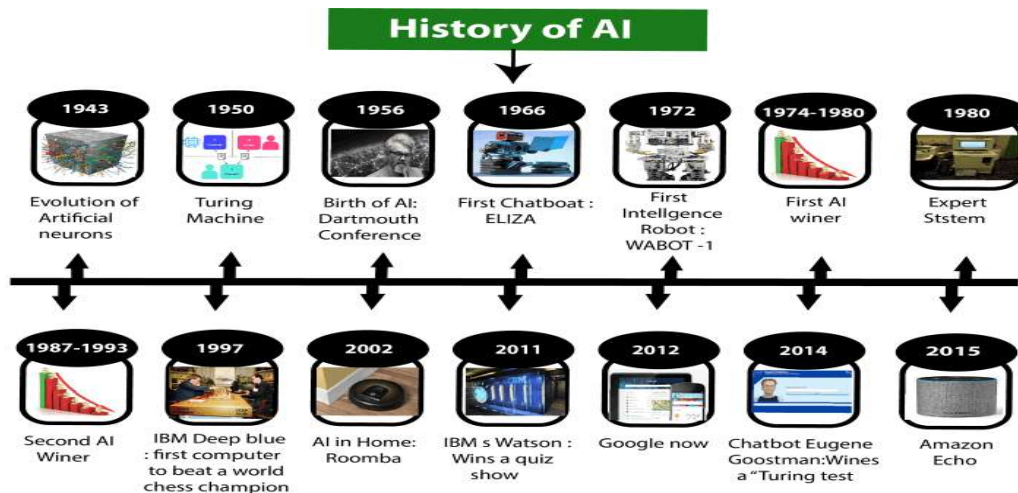 History of AI
1943
1950
1956
1966
1972
1974-1980
1980
Evolution of
Artificial
neurons
Turing
Machine
Birth of AI:
Dartmouth
Conference
First Chatboat :
ELIZA
First
Intellgence
Robot :
WABOT -1
First AI
winer
Expert
Ststem
1987-1993
1997
2002
2011
2012
2014
2015
Second AI
Winer
IBM Deep blue
: first computer
to beat a world
chess champion
AI in Home:
Roomba
IBM s Watson :
Wins a quiz
show
Google now
Chatbot Eugene
Goostman:Wines
a “Turing test
Amazon
Echo